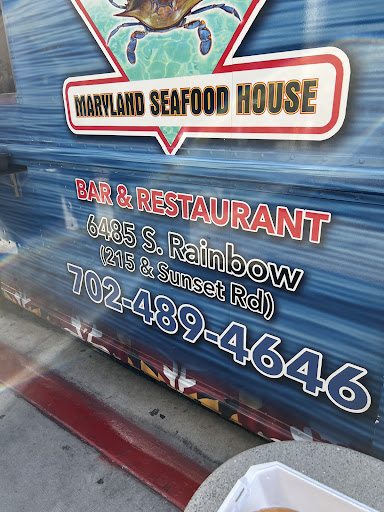 MARYLAND SEAFOOD HOUSE
BAR & RESTAURANT
6485 S. Rainbow
(215 & Sunset Rd)
702-489-4646